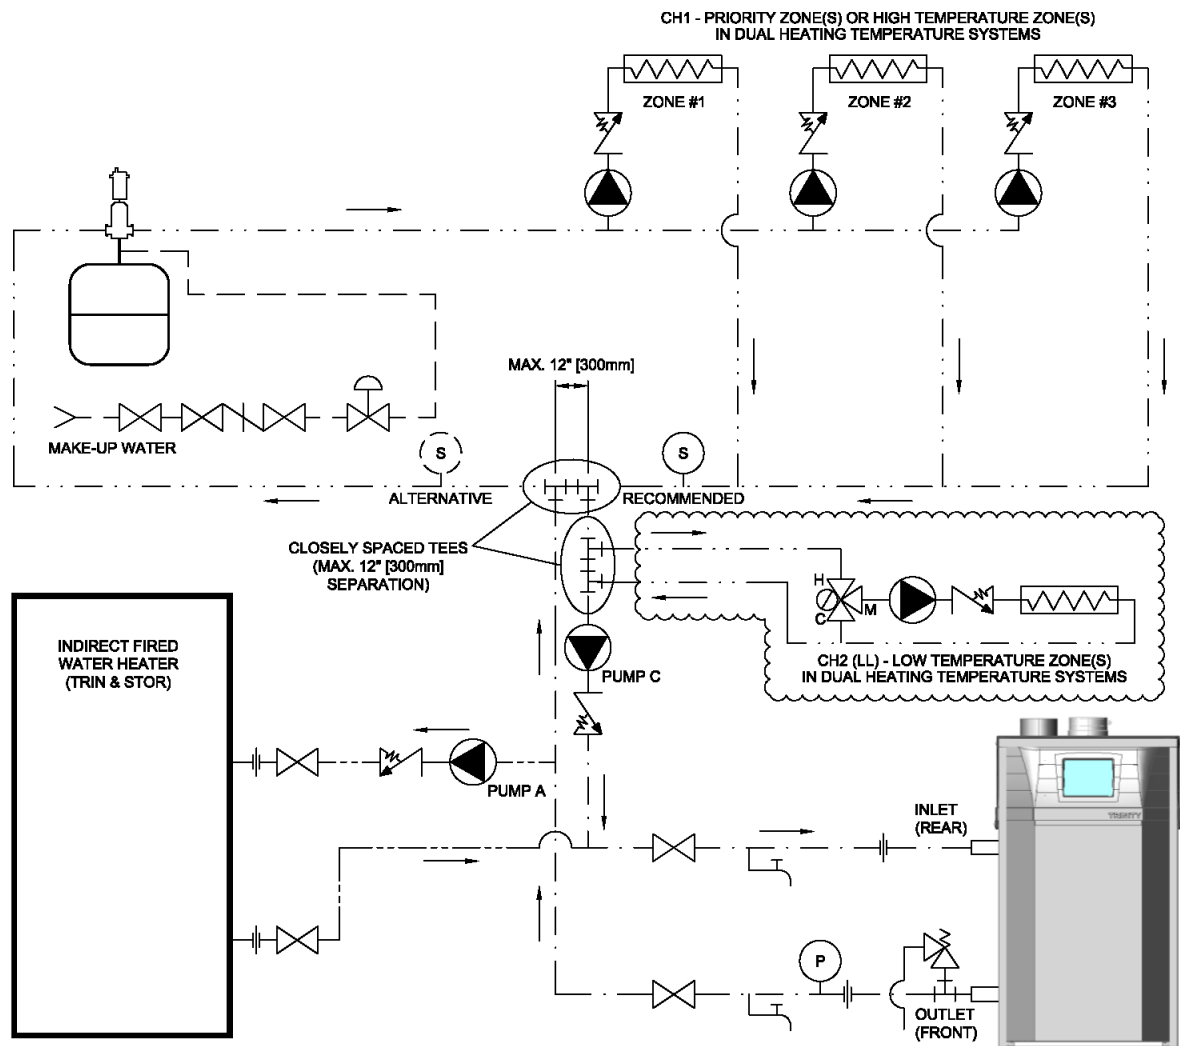 CH1 - PRIORITY ZONE(S) OR HIGH TEMPERATURE ZONE(S)
IN DUAL HEATING TEMPERATURE SYSTEMS
ZONE #1
ZONE #2
ZONE #3
MAX. 12" [300mm]
MAKE-UP WATER
S
S
ALTERNATIVE
RECOMMENDED
CLOSELY SPACED TEES
(MAX. 12" [300mm]
SEPARATION)
H
C
M
CH2 (LL) - LOW TEMPERATURE ZONE(S)
IN DUAL HEATING TEMPERATURE SYSTEMS
INDIRECT FIRED
WATER HEATER
(TRIN & STOR)
PUMP C
PUMP A
INLET
(REAR)
TRINITY
P
OUTLET
(FRONT)